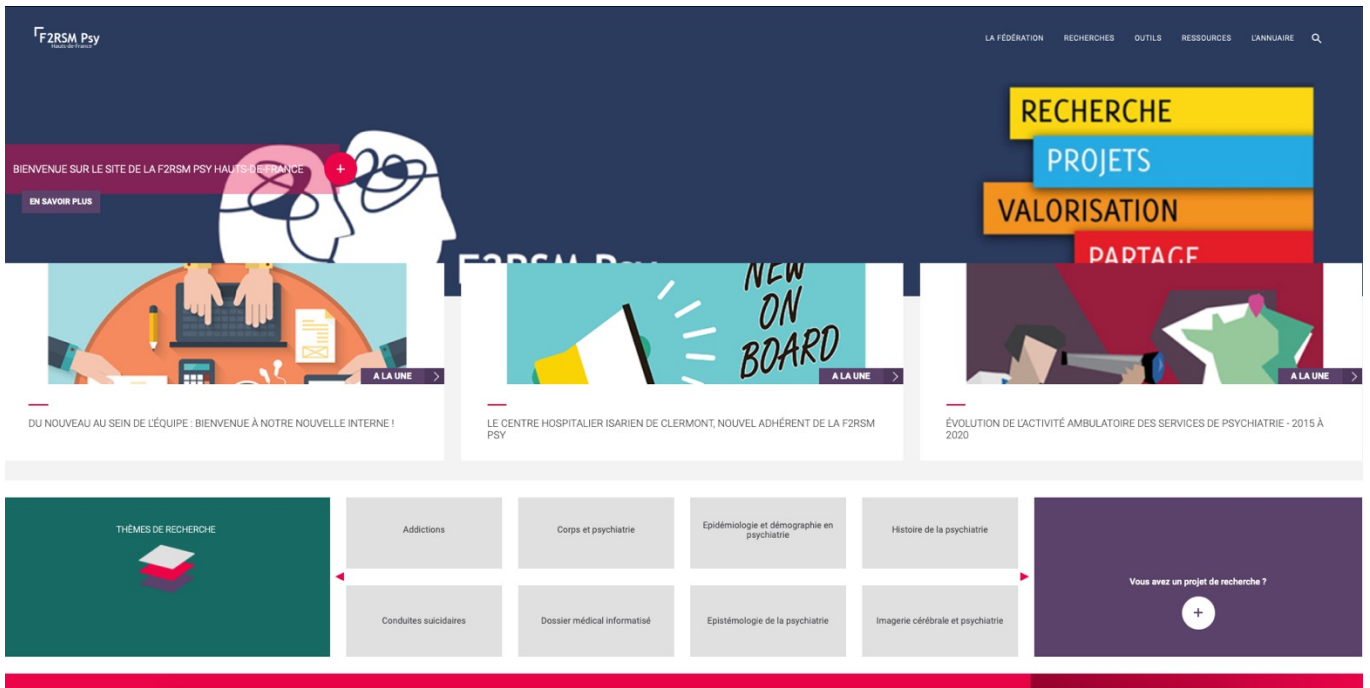 F2RSM Psy
Hauts-de-France
LA FÉDÉRATION
RECHERCHES
OUTILS
RESSOURCES
L'ANNUAIRE
RECHERCHE
PROJETS
VALORISATION
PARTAGE
BIENVENUE SUR LE SITE DE LA F2RSM PSY HAUTS-DE-FRANCE
+
EN SAVOIR PLUS
F2RSM Psy
NEW
ON
BOARD
A LA UNE
A LA UNE
A LA UNE
DU NOUVEAU AU SEIN DE L'ÉQUIPE : BIENVENUE À NOTRE NOUVELLE INTERNE !
LE CENTRE HOSPITALIER ISARIEN DE CLERMONT, NOUVEL ADHÉRENT DE LA F2RSM
PSY
ÉVOLUTION DE L'ACTIVITÉ AMBULATOIRE DES SERVICES DE PSYCHIATRIE - 2015 À
2020
THÈMES DE RECHERCHE
Addictions
Corps et psychiatrie
Epidémiologie et démographie en
psychiatrie
Histoire de la psychiatrie
Conduites suicidaires
Dossier médical informatisé
Epistémologie de la psychiatrie
Imagerie cérébrale et psychiatrie
Vous avez un projet de recherche ?
+